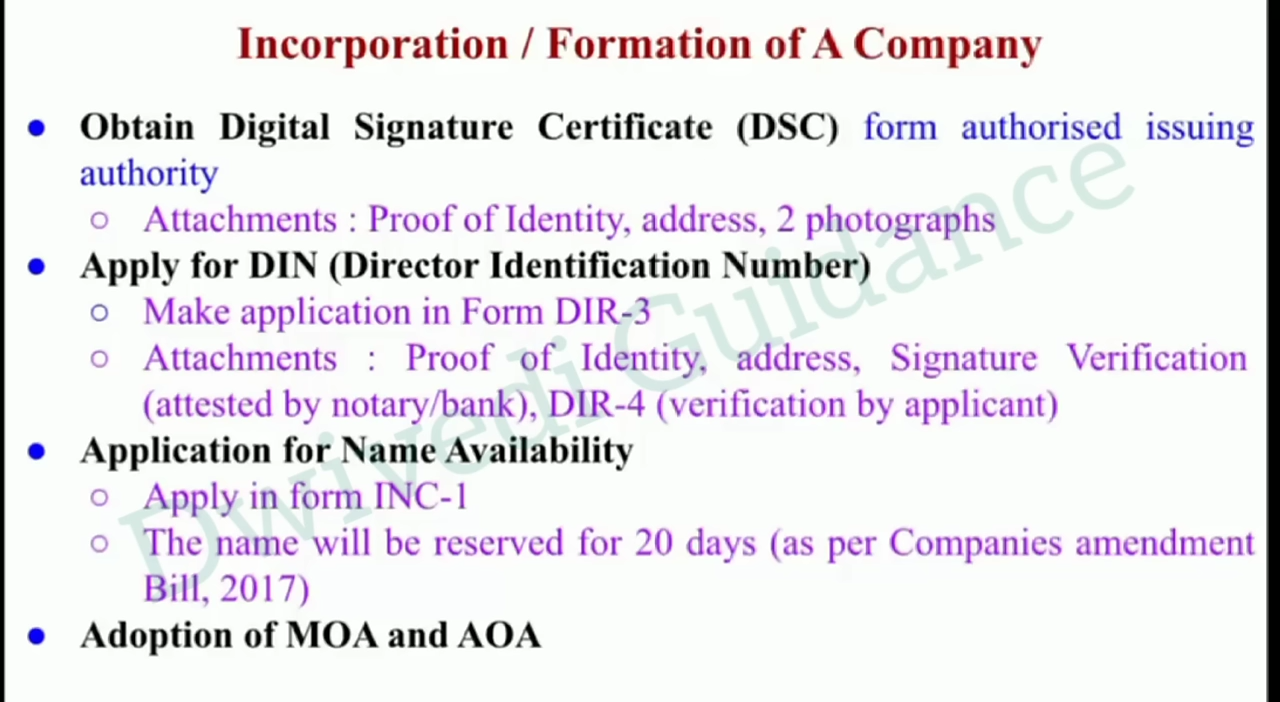 Incorporation / Formation of A Company
● Obtain Digital Signature Certificate (DSC) form authorised issuing
authority
○ Attachments : Proof of Identity, address, 2 photographs
● Apply for DIN (Director Identification Number)
○ Make application in Form DIR-3
○ Attachments : Proof of Identity, address, Signature Verification
(attested by notary/bank), DIR-4 (verification by applicant)
● Application for Name Availability
○ Apply in form INC-1
○ The name will be reserved for 20 days (as per Companies amendment
Bill, 2017)
● Adoption of MOA and AOA
Dwivedi Guidance